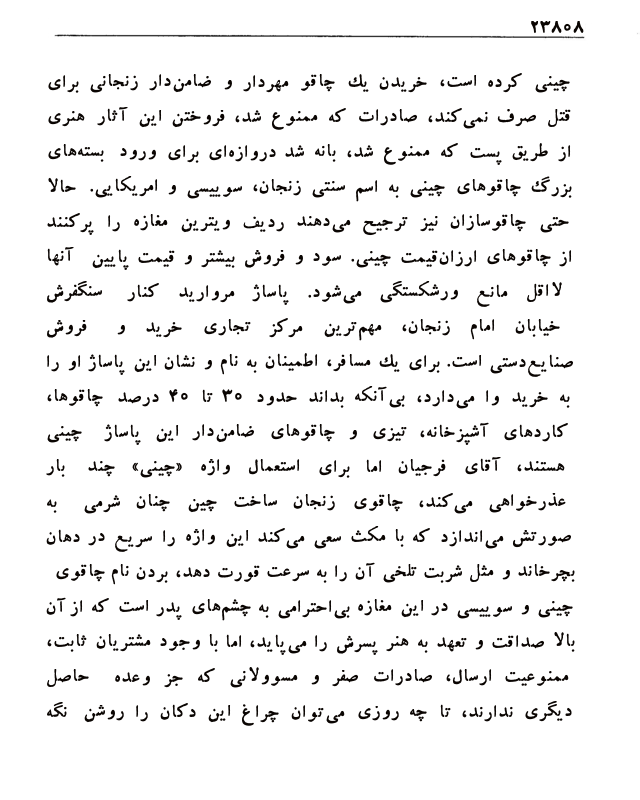 ۲۳۸۰۸
چینی کرده است، خریدن یك چاقو مهردار و ضامن‌دار زنجانی برای
قتل صرف نمی‌کند، صادرات که ممنوع شد، فروختن این آثار هنری
از طریق پست که ممنوع شد، بانه شد دروازه‌ای برای ورود بسته‌های
بزرگ چاقوهای چینی به اسم سنتی زنجان، سوییسی و امریکایی. حالا
حتی چاقوسازان نیز ترجیح می‌دهند ردیف ویترین مغازه را پرکنند
از چاقوهای ارزان‌قیمت چینی. سود و فروش بیشتر و قیمت پایین آنها
لااقل مانع ورشکستگی می‌شود. پاساژ مروارید کنار سنگفرش
خیابان امام زنجان، مهم‌ترین مرکز تجاری خرید و فروش
صنایع‌دستی است. برای یك مسافر، اطمینان به نام و نشان این پاساژ او را
به خرید وا می‌دارد، بی‌آنکه بداند حدود ۳۰ تا ۴۰ درصد چاقوها،
کاردهای آشپزخانه، تیزی و چاقوهای ضامن‌دار این پاساژ چینی
هستند، آقای فرجیان اما برای استعمال واژه «چینی» چند بار
عذرخواهی می‌کند، چاقوی زنجان ساخت چین چنان شرمی به
صورتش می‌اندازد که با مکث سعی می‌کند این واژه را سریع در دهان
بچرخاند و مثل شربت تلخی آن را به سرعت قورت دهد، بردن نام چاقوی
چینی و سوییسی در این مغازه بی‌احترامی به چشم‌های پدر است که از آن
بالا صداقت و تعهد به هنر پسرش را می‌پاید، اما با وجود مشتریان ثابت،
ممنوعیت ارسال، صادرات صفر و مسوولانی که جز وعده حاصل
دیگری ندارند، تا چه روزی می‌توان چراغ این دکان را روشن نگه